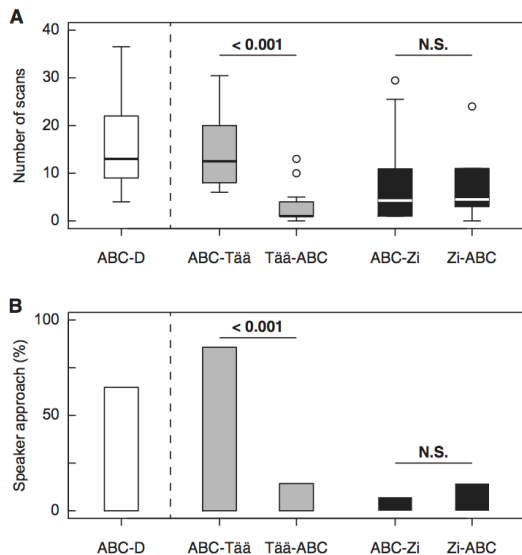 A
Number of scans
40
30
20
10
0
< 0.001
N.S.
ABC-D
ABC-Tää
Tää-ABC
ABC-Zi
Zi-ABC
B
Speaker approach (%)
100
50
0
< 0.001
N.S.
ABC-D
ABC-Tää
Tää-ABC
ABC-Zi
Zi-ABC